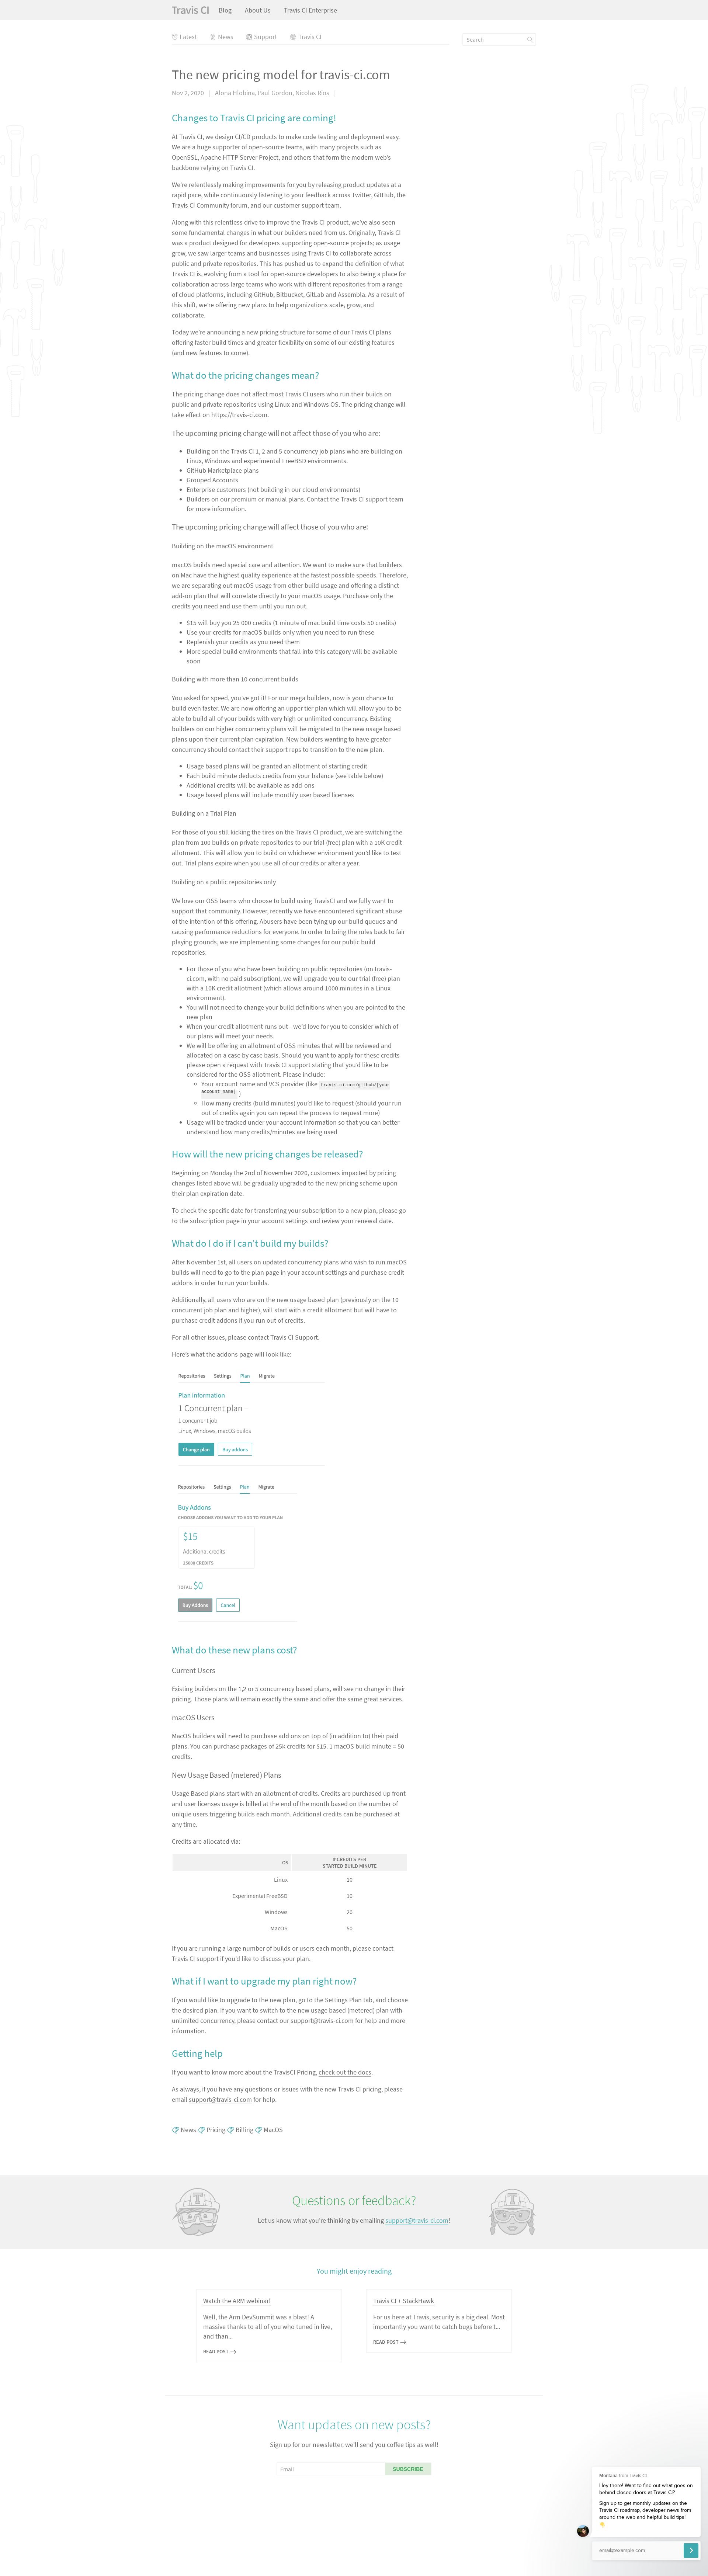 Travis CI Blog About Us Travis CI Enterprise
Latest News Support Travis CI Search
The new pricing model for travis-ci.com
Nov 2, 2020 | Alona Hlobina, Paul Gordon, Nicolas Rios |
Changes to Travis CI pricing are coming!
At Travis CI, we design CI/CD products to make code testing and deployment easy.
We are a huge supporter of open-source teams, with many projects such as
OpenSSL, Apache HTTP Server Project, and others that form the modern web's
backbone relying on Travis CI.
We're relentlessly making improvements for you by releasing product updates at a
rapid pace, while continuously listening to your feedback across Twitter, GitHub, the
Travis CI Community forum, and our customer support team.
Along with this relentless drive to improve the Travis CI product, we've also seen
some fundamental changes in what our builders need from us. Originally, Travis CI
was a product designed for developers supporting open-source projects; as usage
grew, we saw larger teams and businesses using Travis CI to collaborate across
public and private repositories. This has pushed us to expand the definition of what
Travis CI is, evolving from a tool for open-source developers to also being a place for
collaboration across large teams who work with different repositories from a range
of cloud platforms, including GitHub, Bitbucket, GitLab and Assembla. As a result of
this shift, we're offering new plans to help organizations scale, grow, and
collaborate.
Today we're announcing a new pricing structure for some of our Travis CI plans
offering faster build times and greater flexibility on some of our existing features
(and new features to come).
What do the pricing changes mean?
The pricing change does not affect most Travis CI users who run their builds on
public and private repositories using Linux and Windows OS. The pricing change will
take effect on https://travis-ci.com.
The upcoming pricing change will not affect those of you who are:
• Building on the Travis CI 1, 2 and 5 concurrency job plans who are building on
Linux, Windows and experimental FreeBSD environments.
• GitHub Marketplace plans
• Grouped Accounts
• Enterprise customers (not building in our cloud environments)
• Builders on our premium or manual plans. Contact the Travis CI support team
for more information.
The upcoming pricing change will affect those of you who are:
Building on the macOS environment
macOS builds need special care and attention. We want to make sure that builders
on Mac have the highest quality experience at the fastest possible speeds. Therefore,
we are separating out macOS usage from other build usage and offering a distinct
add-on plan that will correlate directly to your macOS usage. Purchase only the
credits you need and use them until you run out.
• $15 will buy you 25 000 credits (1 minute of mac build time costs 50 credits)
• Use your credits for macOS builds only when you need to run these
• Replenish your credits as you need them
• More special build environments that fall into this category will be available
soon
Building with more than 10 concurrent builds
You asked for speed, you've got it! For our mega builders, now is your chance to
build even faster. We are now offering an upper tier plan which will allow you to be
able to build all of your builds with very high or unlimited concurrency. Existing
builders on our higher concurrency plans will be migrated to the new usage based
plans upon their current plan expiration. New builders wanting to have greater
concurrency should contact their support reps to transition to the new plan.
• Usage based plans will be granted an allotment of starting credit
• Each build minute deducts credits from your balance (see table below)
• Additional credits will be available as add-ons
• Usage based plans will include monthly user based licenses
Building on a Trial Plan
For those of you still kicking the tires on the Travis CI product, we are switching the
plan from 100 builds on private repositories to our trial (free) plan with a 10K credit
allotment. This will allow you to build on whichever environment you'd like to test
out. Trial plans expire when you use all of our credits or after a year.
Building on a public repositories only
We love our OSS teams who choose to build using TravisCI and we fully want to
support that community. However, recently we have encountered significant abuse
of the intention of this offering. Abusers have been tying up our build queues and
causing performance reductions for everyone. In order to bring the rules back to fair
playing grounds, we are implementing some changes for our public build
repositories.
• For those of you who have been building on public repositories (on travis-
ci.com, with no paid subscription), we will upgrade you to our trial (free) plan
with a 10K credit allotment (which allows around 1000 minutes in a Linux
environment).
• You will not need to change your build definitions when you are pointed to the
new plan
• When your credit allotment runs out - we'd love for you to consider which of
our plans will meet your needs.
• We will be offering an allotment of OSS minutes that will be reviewed and
allocated on a case by case basis. Should you want to apply for these credits
please open a request with Travis CI support stating that you'd like to be
considered for the OSS allotment. Please include:
◦ Your account name and VCS provider (like travis-ci.com/github/[your
account name] )
◦ How many credits (build minutes) you'd like to request (should your run
out of credits again you can repeat the process to request more)
• Usage will be tracked under your account information so that you can better
understand how many credits/minutes are being used
How will the new pricing changes be released?
Beginning on Monday the 2nd of November 2020, customers impacted by pricing
changes listed above will be gradually upgraded to the new pricing scheme upon
their plan expiration date.
To check the specific date for transferring your subscription to a new plan, please go
to the subscription page in your account settings and review your renewal date.
What do I do if I can't build my builds?
After November 1st, all users on updated concurrency plans who wish to run macOS
builds will need to go to the plan page in your account settings and purchase credit
addons in order to run your builds.
Additionally, all users who are on the new usage based plan (previously on the 10
concurrent job plan and higher), will start with a credit allotment but will have to
purchase credit addons if you run out of credits.
For all other issues, please contact Travis CI Support.
Here's what the addons page will look like:
Repositories Settings Plan Migrate
Plan information
1 Concurrent plan
1 concurrent job
Linux, Windows, macOS builds
Change plan Buy addons
Repositories Settings Plan Migrate
Buy Addons
CHOOSE ADDONS YOU WANT TO ADD TO YOUR PLAN
$15
Additional credits
25000 CREDITS
TOTAL: $0
Buy Addons Cancel
What do these new plans cost?
Current Users
Existing builders on the 1,2 or 5 concurrency based plans, will see no change in their
pricing. Those plans will remain exactly the same and offer the same great services.
macOS Users
MacOS builders will need to purchase add ons on top of (in addition to) their paid
plans. You can purchase packages of 25k credits for $15. 1 macOS build minute = 50
credits.
New Usage Based (metered) Plans
Usage Based plans start with an allotment of credits. Credits are purchased up front
and user licenses usage is billed at the end of the month based on the number of
unique users triggering builds each month. Additional credits can be purchased at
any time.
Credits are allocated via:
OS # CREDITS PER
STARTED BUILD MINUTE
Linux 10
Experimental FreeBSD 10
Windows 20
MacOS 50
If you are running a large number of builds or users each month, please contact
Travis CI support if you'd like to discuss your plan.
What if I want to upgrade my plan right now?
If you would like to upgrade to the new plan, go to the Settings Plan tab, and choose
the desired plan. If you want to switch to the new usage based (metered) plan with
unlimited concurrency, please contact our support@travis-ci.com for help and more
information.
Getting help
If you want to know more about the TravisCI Pricing, check out the docs.
As always, if you have any questions or issues with the new Travis CI pricing, please
email support@travis-ci.com for help.
News Pricing Billing MacOS
Questions or feedback?
Let us know what you're thinking by emailing support@travis-ci.com!
You might enjoy reading
Watch the ARM webinar!
Well, the Arm DevSummit was a blast! A
massive thanks to all of you who tuned in live,
and than...
READ POST →
Travis CI + StackHawk
For us here at Travis, security is a big deal. Most
importantly you want to catch bugs before t...
READ POST →
Want updates on new posts?
Sign up for our newsletter, we'll send you coffee tips as well!
Email SUBSCRIBE
Montana from Travis CI
Hey there! Want to find out what goes on
behind closed doors at Travis CI?
Sign up to get monthly updates on the
Travis CI roadmap, developer news from
around the web and helpful build tips!
email@example.com